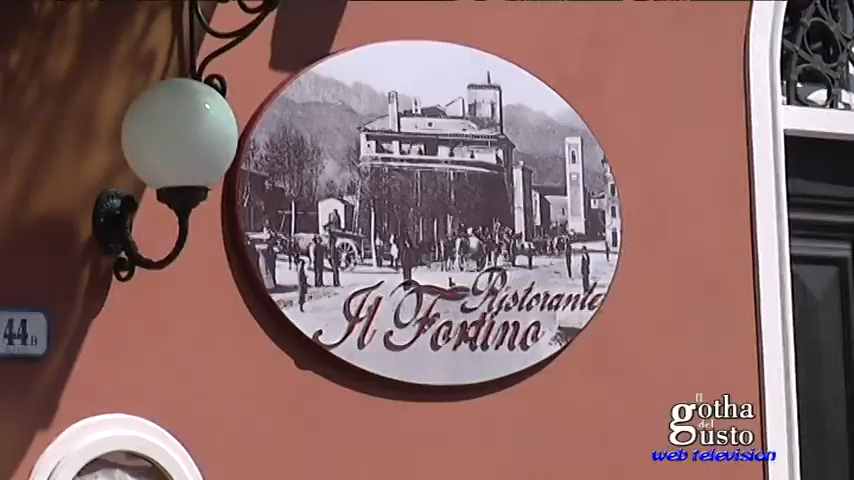 Ristorante
Il Fortino
44B
il
gotha
del
gusto
web television